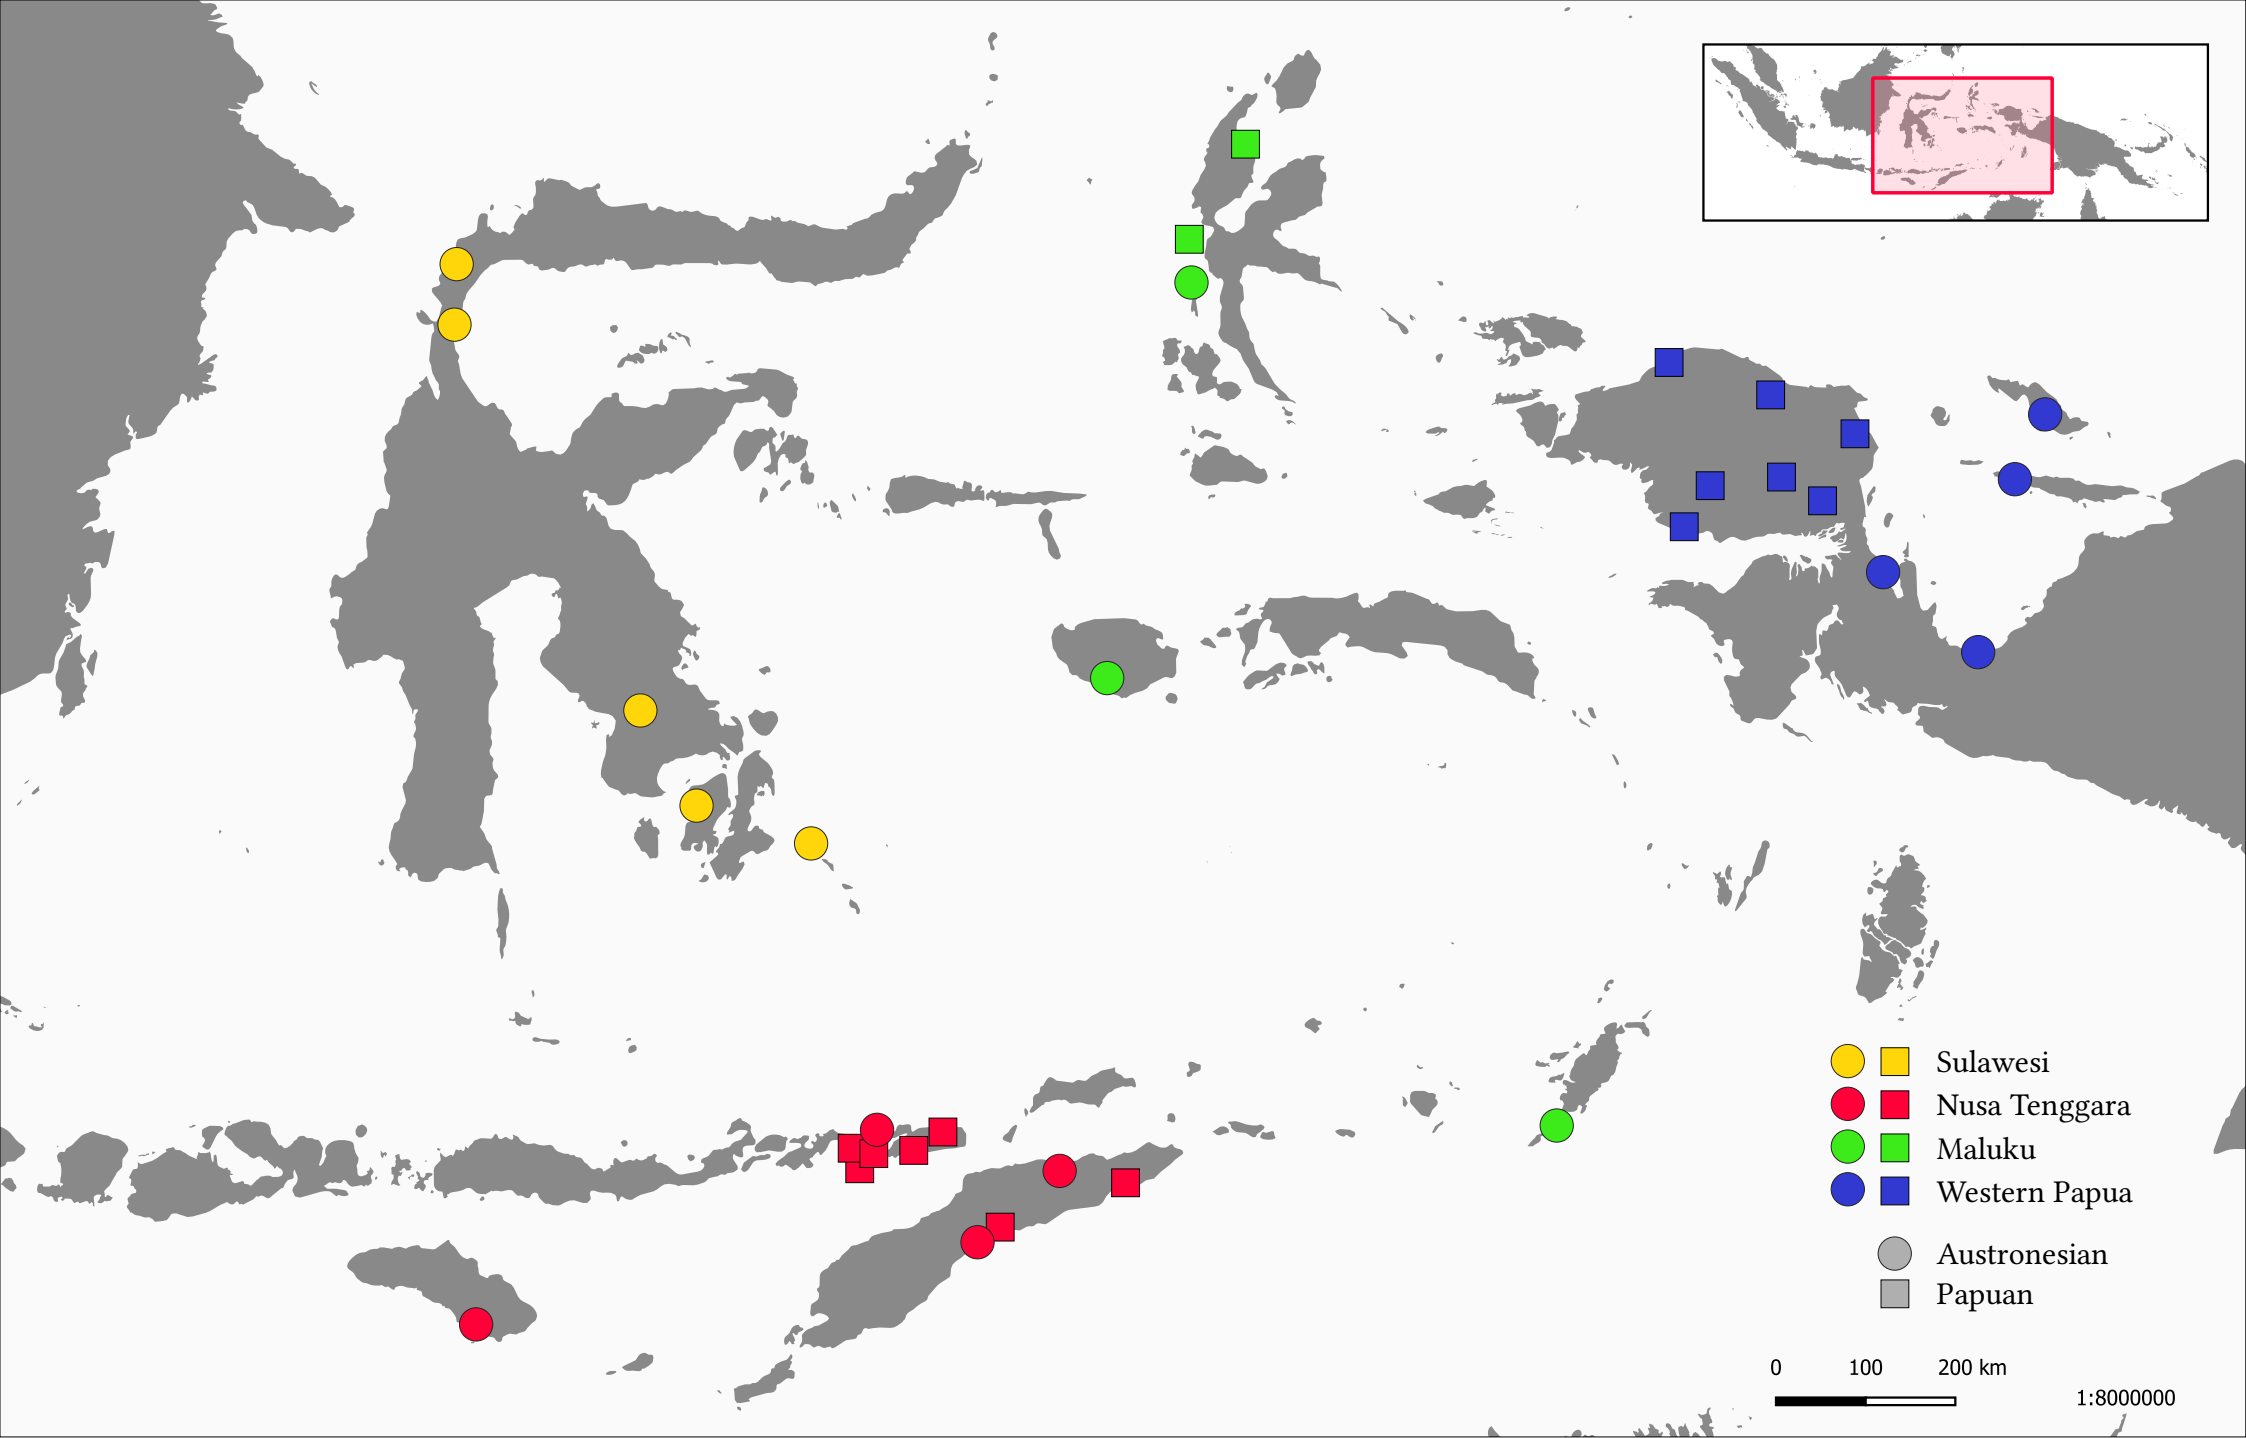 Sulawesi
Nusa Tenggara
Maluku
Western Papua
Austronesian
Papuan
0 100 200 km
1:8000000